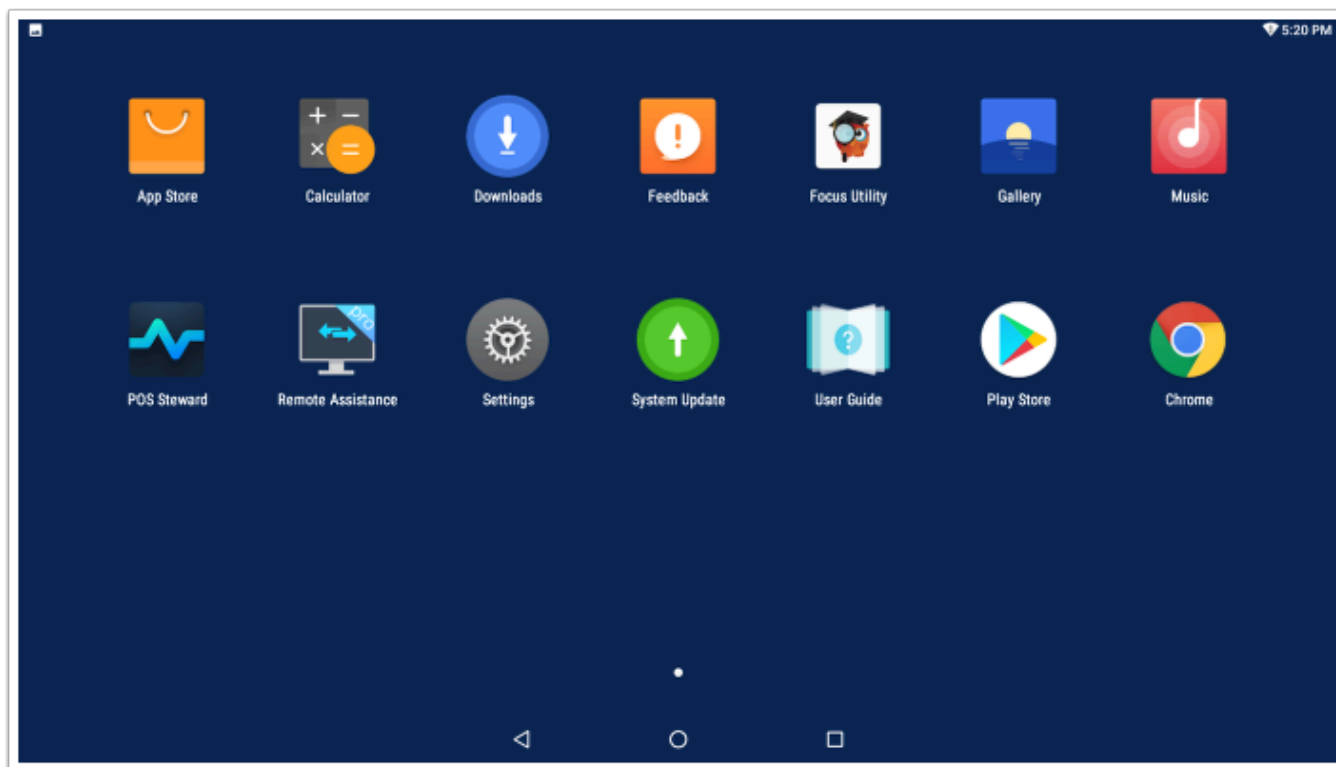 5:20 PM
App Store Calculator Downloads Feedback Focus Utility Gallery Music
pro
POS Steward Remote Assistance Settings System Update User Guide Play Store Chrome